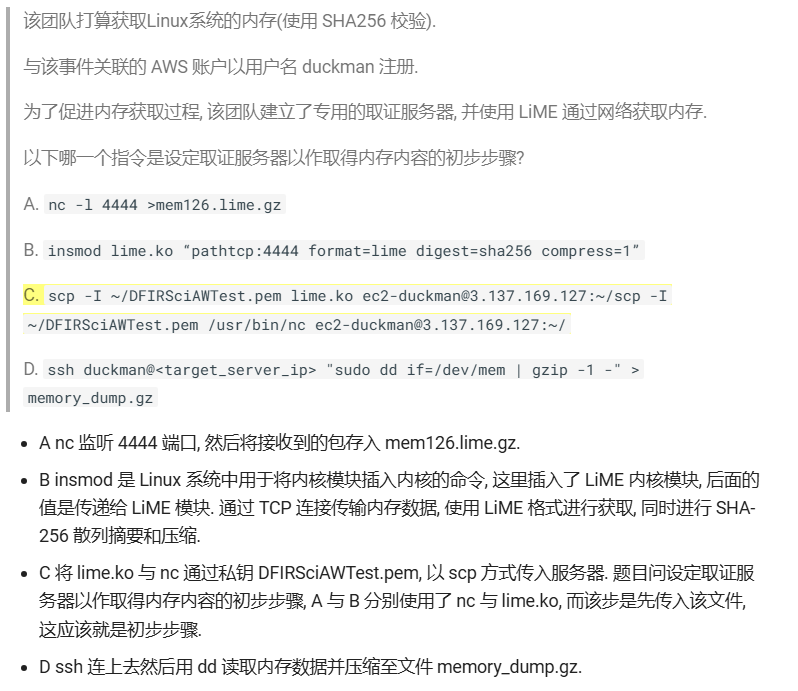 该团队打算获取Linux系统的内存(使用 SHA256 校验).
与该事件关联的 AWS 账户以用户名 duckman 注册.
为了促进内存获取过程, 该团队建立了专用的取证服务器, 并使用 LiME 通过网络获取内存.
以下哪一个指令是设定取证服务器以作取得内存内容的初步步骤?
A. nc -l 4444 >mem126.lime.gz
B. insmod lime.ko “pathtcp:4444 format=lime digest=sha256 compress=1”
C. scp -I ~/DFIRSciAWTest.pem lime.ko ec2-duckman@3.137.169.127:~/scp -I
~/DFIRSciAWTest.pem /usr/bin/nc ec2-duckman@3.137.169.127:~/
D. ssh duckman@<target_server_ip> "sudo dd if=/dev/mem | gzip -1 -" >
memory_dump.gz
• A nc 监听 4444 端口, 然后将接收到的包存入 mem126.lime.gz.
• B insmod 是 Linux 系统中用于将内核模块插入内核的命令, 这里插入了 LiME 内核模块, 后面的
值是传递给 LiME 模块. 通过 TCP 连接传输内存数据, 使用 LiME 格式进行获取, 同时进行 SHA-
256 散列摘要和压缩.
• C 将 lime.ko 与 nc 通过私钥 DFIRSciAWTest.pem, 以 scp 方式传入服务器. 题目问设定取证服
务器以作取得内存内容的初步步骤, A 与 B 分别使用了 nc 与 lime.ko, 而该步是先传入该文件,
这应该就是初步步骤.
• D ssh 连上去然后用 dd 读取内存数据并压缩至文件 memory_dump.gz.